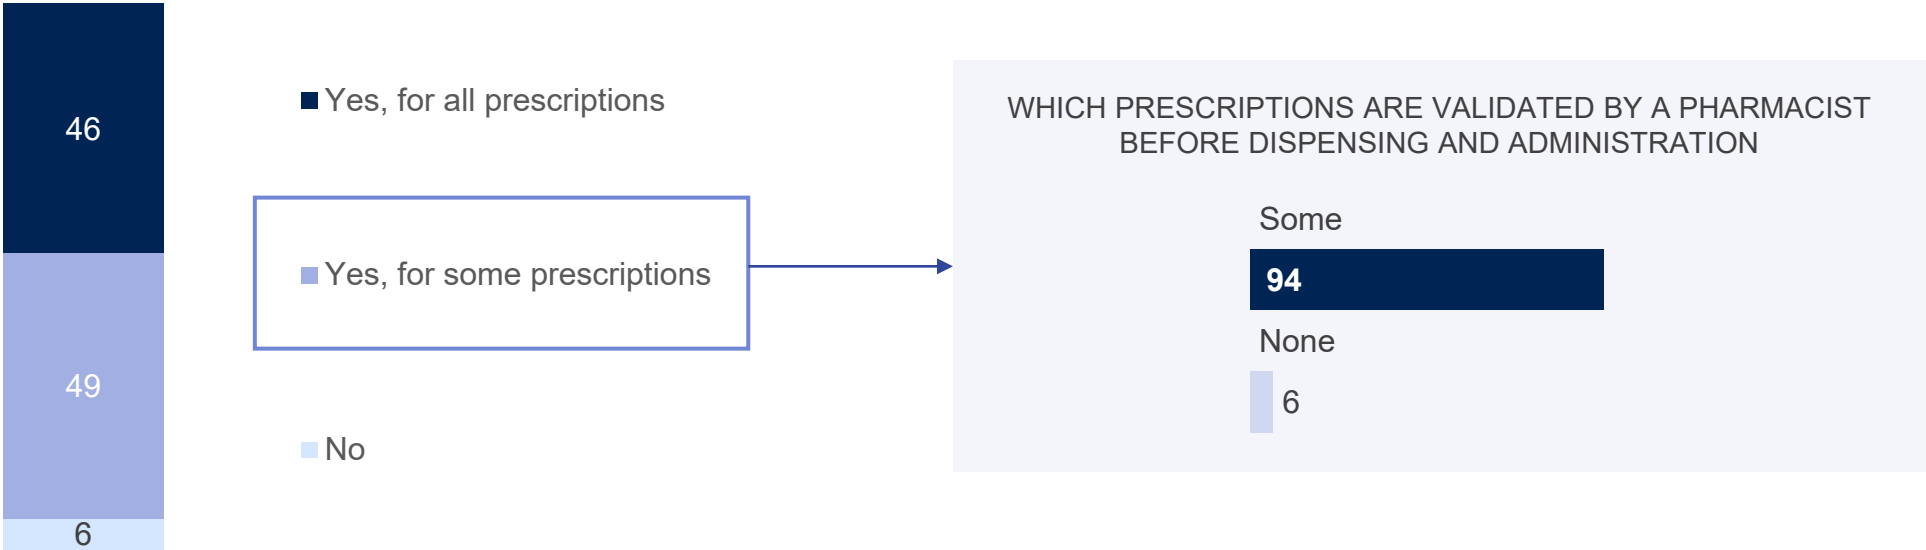 46
49
6
Yes, for all prescriptions
Yes, for some prescriptions
No
WHICH PRESCRIPTIONS ARE VALIDATED BY A PHARMACIST
BEFORE DISPENSING AND ADMINISTRATION
Some
94
None
6